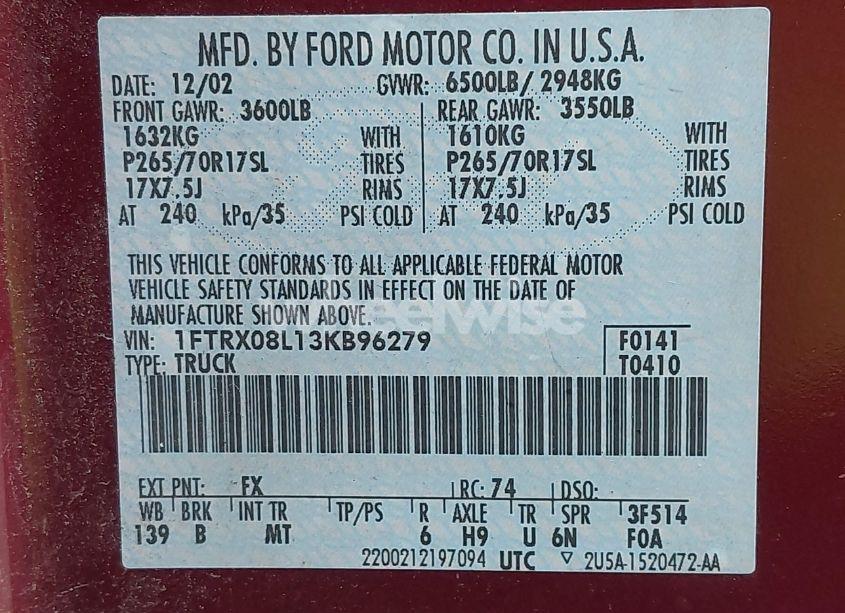 MFD. BY FORD MOTOR CO. IN U.S.A.
DATE: 12/02 GVWR: 6500LB/ 2948KG
FRONT GAWR: 3600LB REAR GAWR: 3550LB
1632KG WITH 1610KG WITH
P265/70R17SL TIRES P265/70R17SL TIRES
17X7.5J RIMS 17X7.5J RIMS
AT 240 kPa/35 PSI COLD AT 240 kPa/35 PSI COLD
THIS VEHICLE CONFORMS TO ALL APPLICABLE FEDERAL MOTOR
VEHICLE SAFETY STANDARDS IN EFFECT ON THE DATE OF
MANUFACTURE SHOWN ABOVE.
VIN: 1FTRX08L13KB96279 F0141
TYPE: TRUCK T0410
EXT PNT: FX RC: 74 DSO:
WB BRK INT TR TP/PS R AXLE TR SPR 3F514
139 B MT 6 H9 U 6N F0A
2200212197094 UTC ▽ 2U5A-1520472-AA